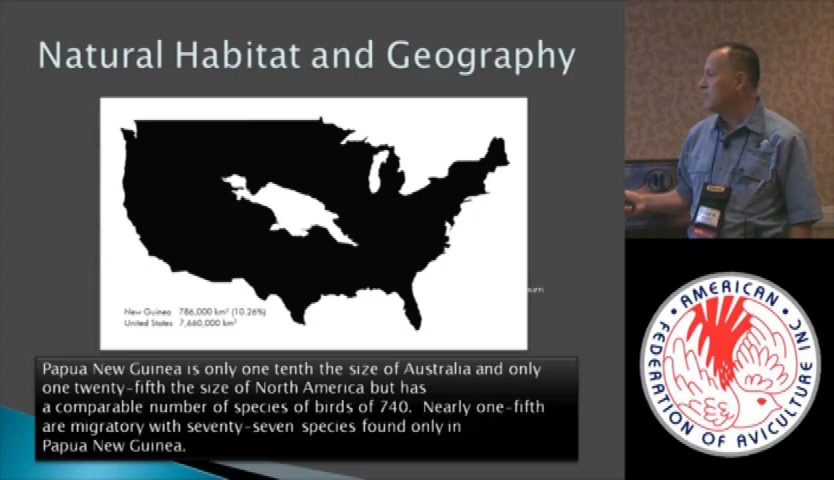 Natural Habitat and Geography
New Guinea 786,000 km² (10.26%)
United States 7,660,000 km²
Papua New Guinea is only one tenth the size of Australia and only
one twenty-fifth the size of North America but has
a comparable number of species of birds of 740. Nearly one-fifth
are migratory with seventy-seven species found only in
Papua New Guinea.
AMERICAN
FEDERATION OF AVICULTURE
INC.